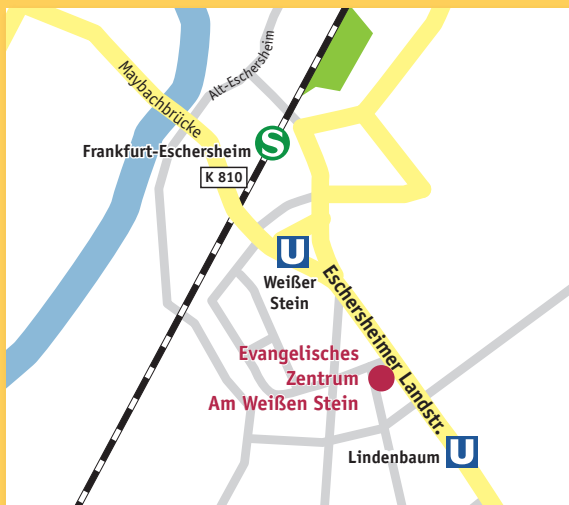 Alt-Eschersheim
Maybachbrücke
Frankfurt-Eschersheim
S
K 810
U
Weißer
Stein
Eschersheimer Landstr.
Evangelisches
Zentrum
Am Weißen Stein
Lindenbaum
U